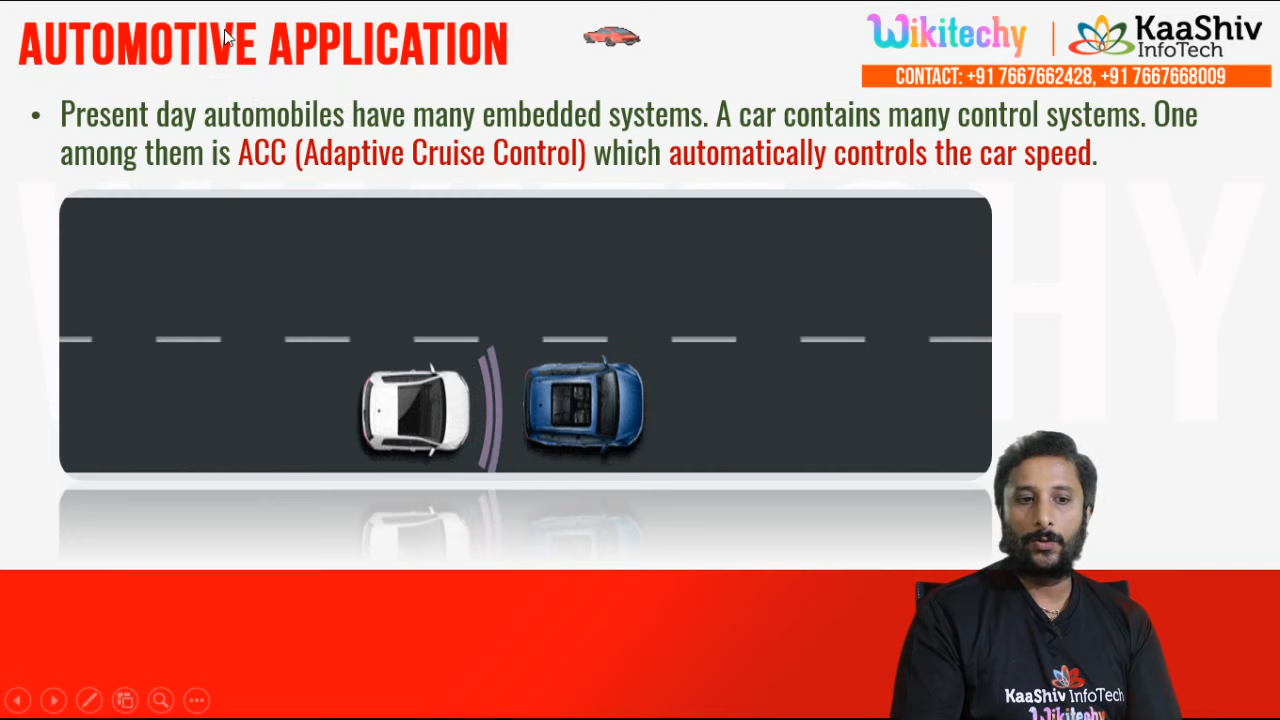 AUTOMOTIVE APPLICATION
Wikitechy
KaaShiv
InfoTech
CONTACT: +91 7667662428, +91 7667668009
• Present day automobiles have many embedded systems. A car contains many control systems. One
among them is ACC (Adaptive Cruise Control) which automatically controls the car speed.
KaaShiv InfoTech
Wikitechy